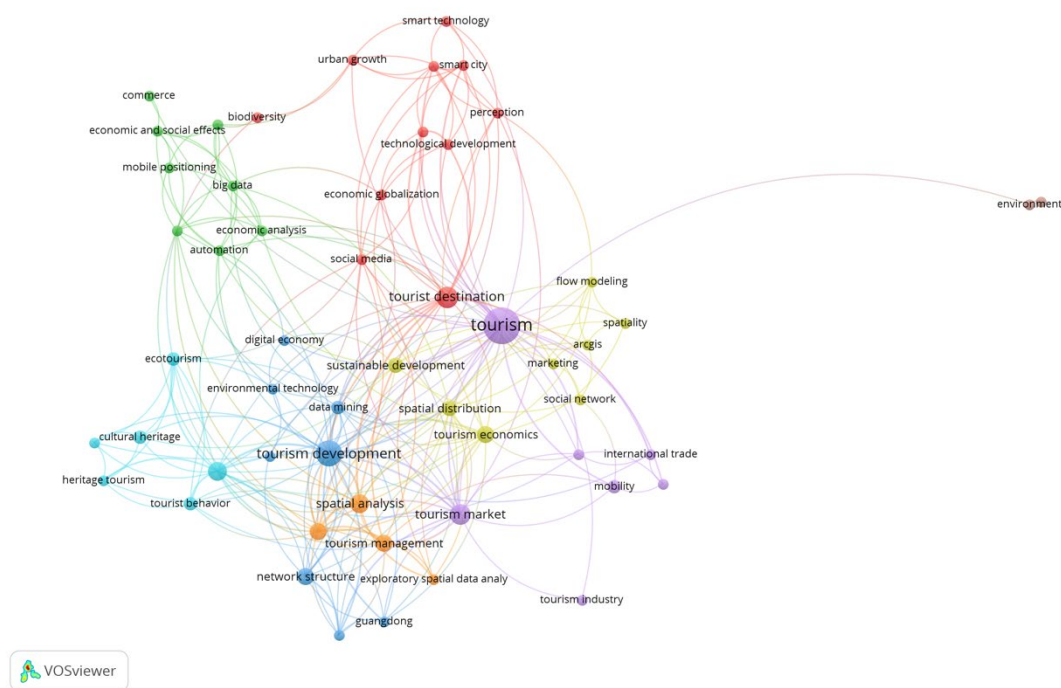 smart technology
urban growth
smart city
commerce
perception
biodiversity
economic and social effects
technological development
mobile positioning
big data
economic globalization
environment
economic analysis
automation
social media
flow modeling
tourist destination
tourism
spatiality
digital economy
arcgis
ecotourism
sustainable development
marketing
environmental technology
social network
data mining
spatial distribution
cultural heritage
tourism economics
tourism development
international trade
heritage tourism
mobility
tourist behavior
spatial analysis
tourism market
tourism management
network structure
exploratory spatial data analy
tourism industry
guangdong
VOSviewer